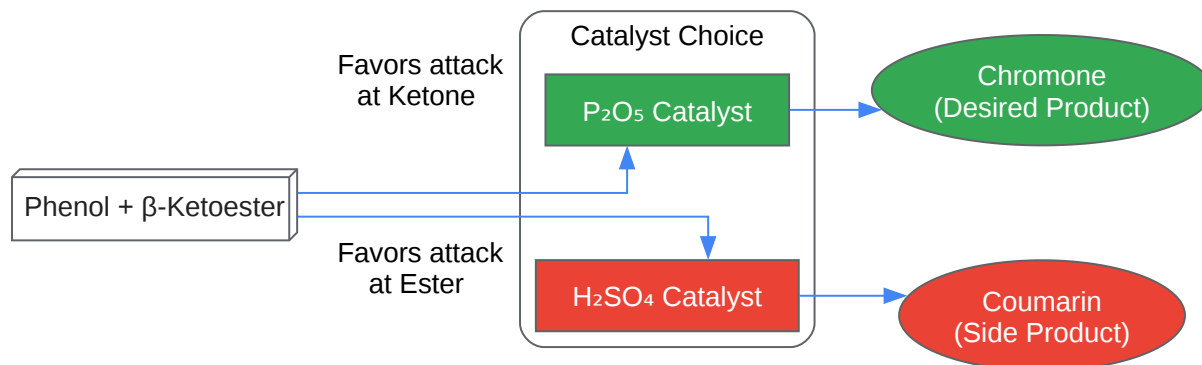 Catalyst Choice
Favors attack
at Ketone
P₂O₅ Catalyst
Chromone
(Desired Product)
Phenol + β-Ketoester
Favors attack
at Ester
H₂SO₄ Catalyst
Coumarin
(Side Product)